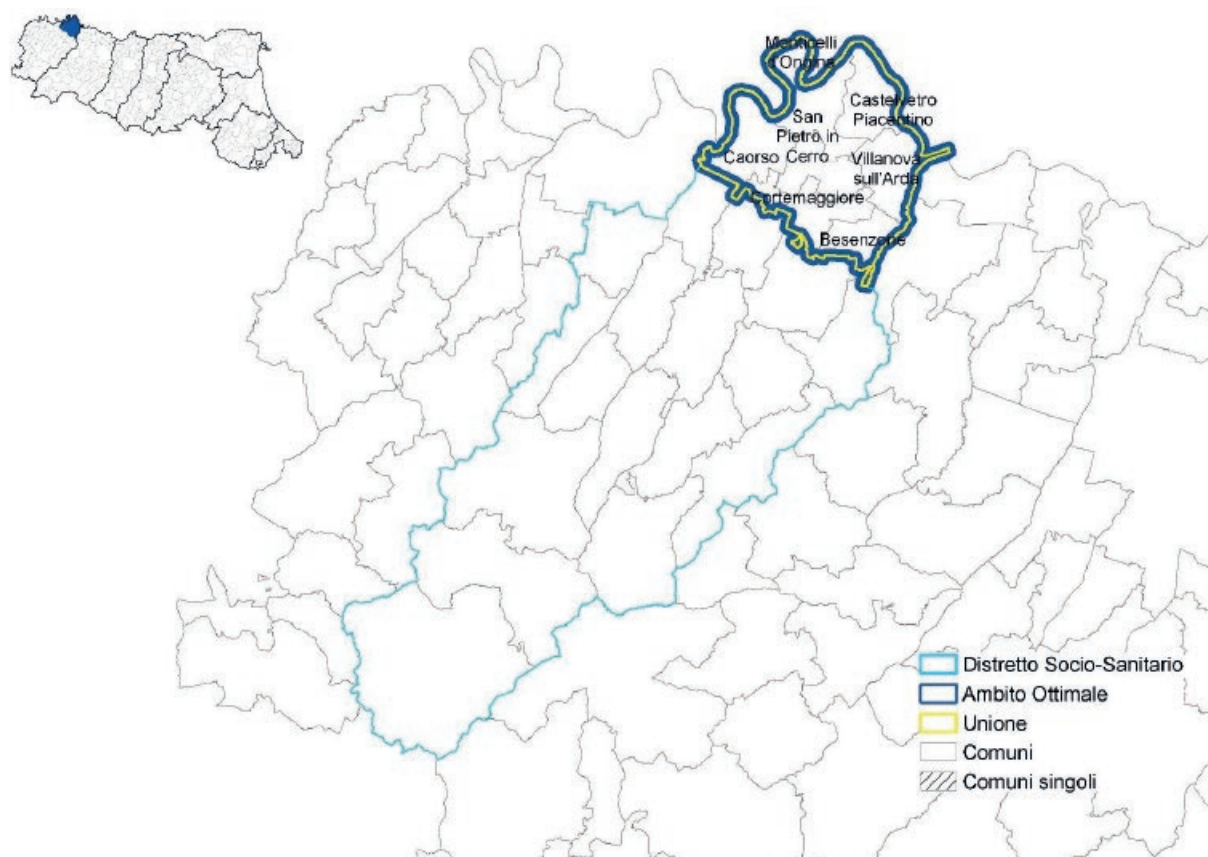 Monticelli
d'Ongina
Castelvetro
Piacentino
San
Pietro in
Cerro
Caorso
Villanova
sull'Arda
Cortemaggiore
Besenzone
Distretto Socio-Sanitario
Ambito Ottimale
Unione
Comuni
Comuni singoli